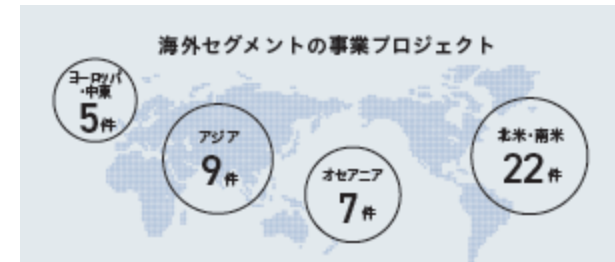 海外セグメントの事業プロジェクト
ヨーロッパ
・中東
5件
アジア
9件
オセアニア
7件
北米・南米
22件